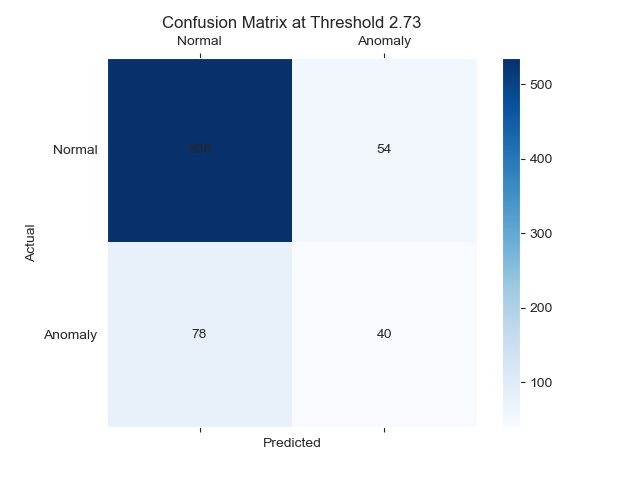 Confusion Matrix at Threshold 2.73
Normal Anomaly
Normal 54
Anomaly 78 40
Actual
Predicted
500
400
300
200
100